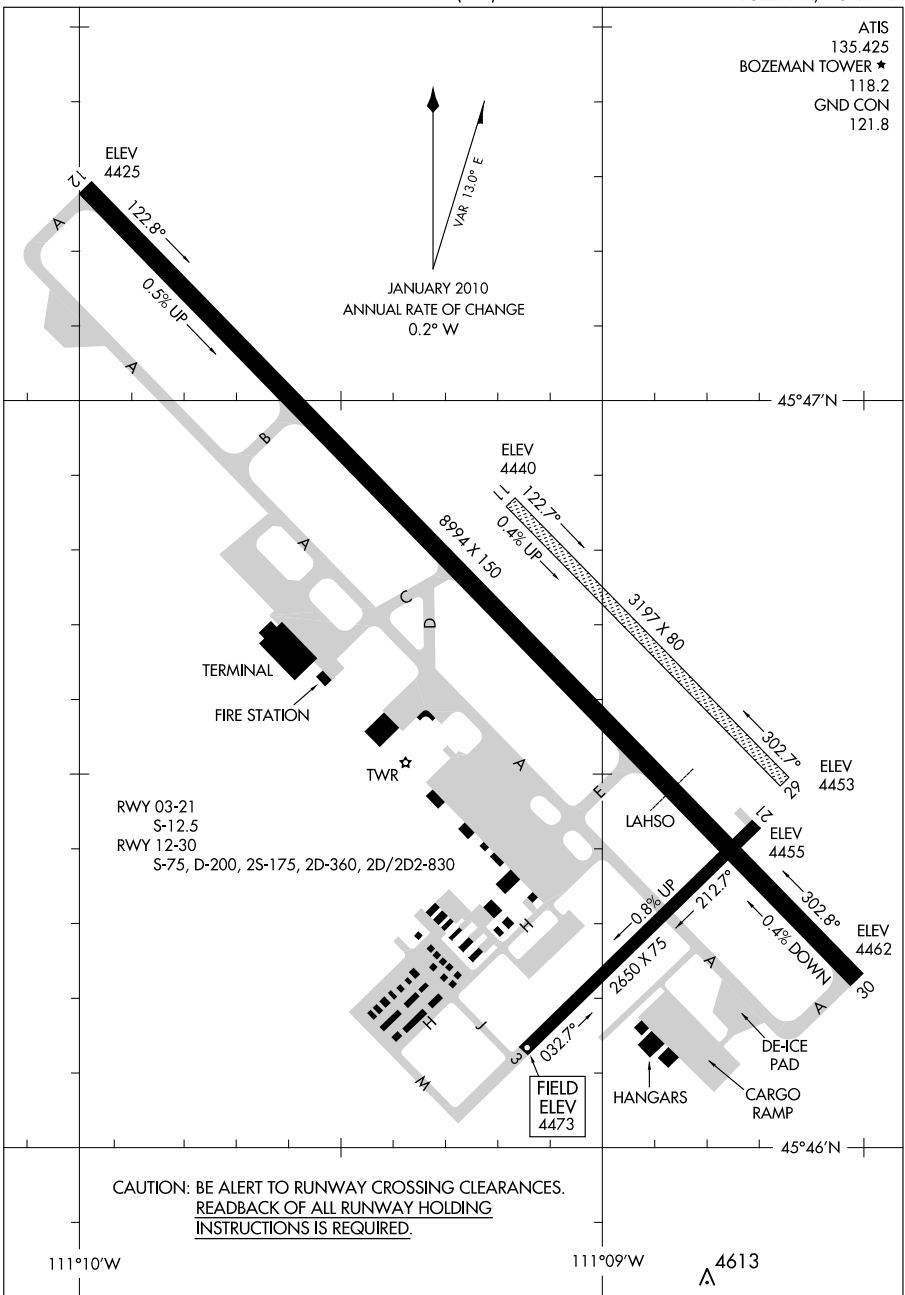 ATIS
135.425
BOZEMAN TOWER ★
118.2
GND CON
121.8
ELEV
4425
12
122.8°
0.5% UP
A
A
VAR 13.0° E
JANUARY 2010
ANNUAL RATE OF CHANGE
0.2° W
45°47'N
B
A
ELEV
4440
11
122.7°
0.4% UP
8994 X 150
3197 X 80
C
D
TERMINAL
FIRE STATION
TWR
A
E
302.7°
29
ELEV
4453
LAHSO
21
ELEV
4455
RWY 03-21
S-12.5
RWY 12-30
S-75, D-200, 2S-175, 2D-360, 2D/2D2-830
0.8% UP
212.7°
2650 X 75
032.7°
3
302.8°
0.4% DOWN
ELEV
4462
30
H
H
J
W
A
A
FIELD
ELEV
4473
HANGARS
DE-ICE
PAD
CARGO
RAMP
45°46'N
CAUTION: BE ALERT TO RUNWAY CROSSING CLEARANCES.
READBACK OF ALL RUNWAY HOLDING
INSTRUCTIONS IS REQUIRED.
111°10'W
111°09'W
4613